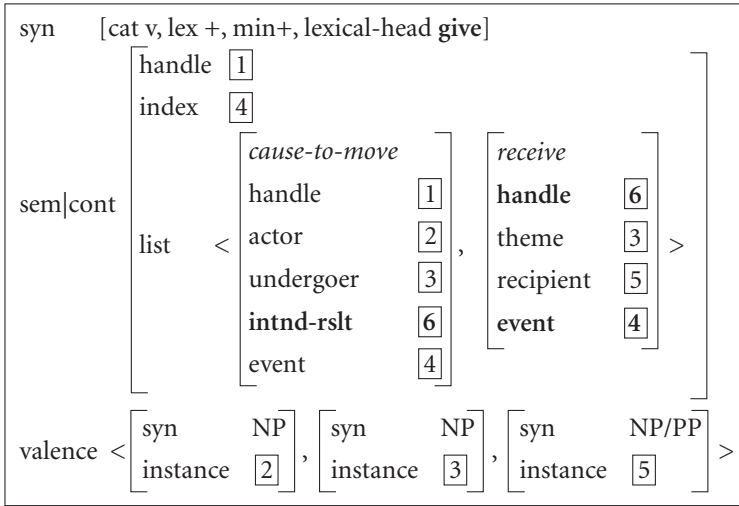 syn [cat v, lex +, min+, lexical-head give]
handle 1
index 4
sem|cont list < cause-to-move , receive >
handle 1 handle 6
actor 2 theme 3
undergoer 3 recipient 5
intnd-rslt 6 event 4
event 4
valence < syn NP , syn NP , syn NP/PP >
instance 2 instance 3 instance 5